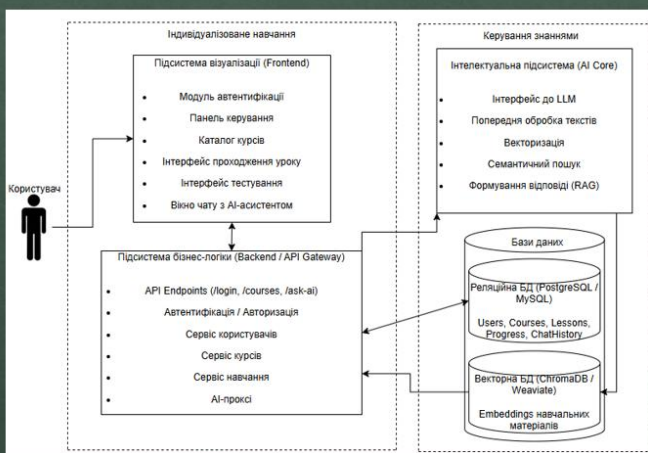 Індивідуалізоване навчання
Підсистема візуалізації (Frontend)
Модуль автентифікації
Панель керування
Каталог курсів
Інтерфейс проходження уроку
Інтерфейс тестування
Вікно чату з AI-асистентом
Користувач
Підсистема бізнес-логіки (Backend / API Gateway)
API Endpoints (/login, /courses, /ask-ai)
Автентифікація / Авторизація
Сервіс користувачів
Сервіс курсів
Сервіс навчання
AI-проксі
Керування знаннями
Інтелектуальна підсистема (AI Core)
Інтерфейс до LLM
Попередня обробка текстів
Векторизація
Семантичний пошук
Формування відповіді (RAG)
Бази даних
Реляційна БД (PostgreSQL /
MySQL)
Users, Courses, Lessons,
Progress, ChatHistory
Векторна БД (ChromaDB /
Weaviate)
Embeddings навчальних
матеріалів